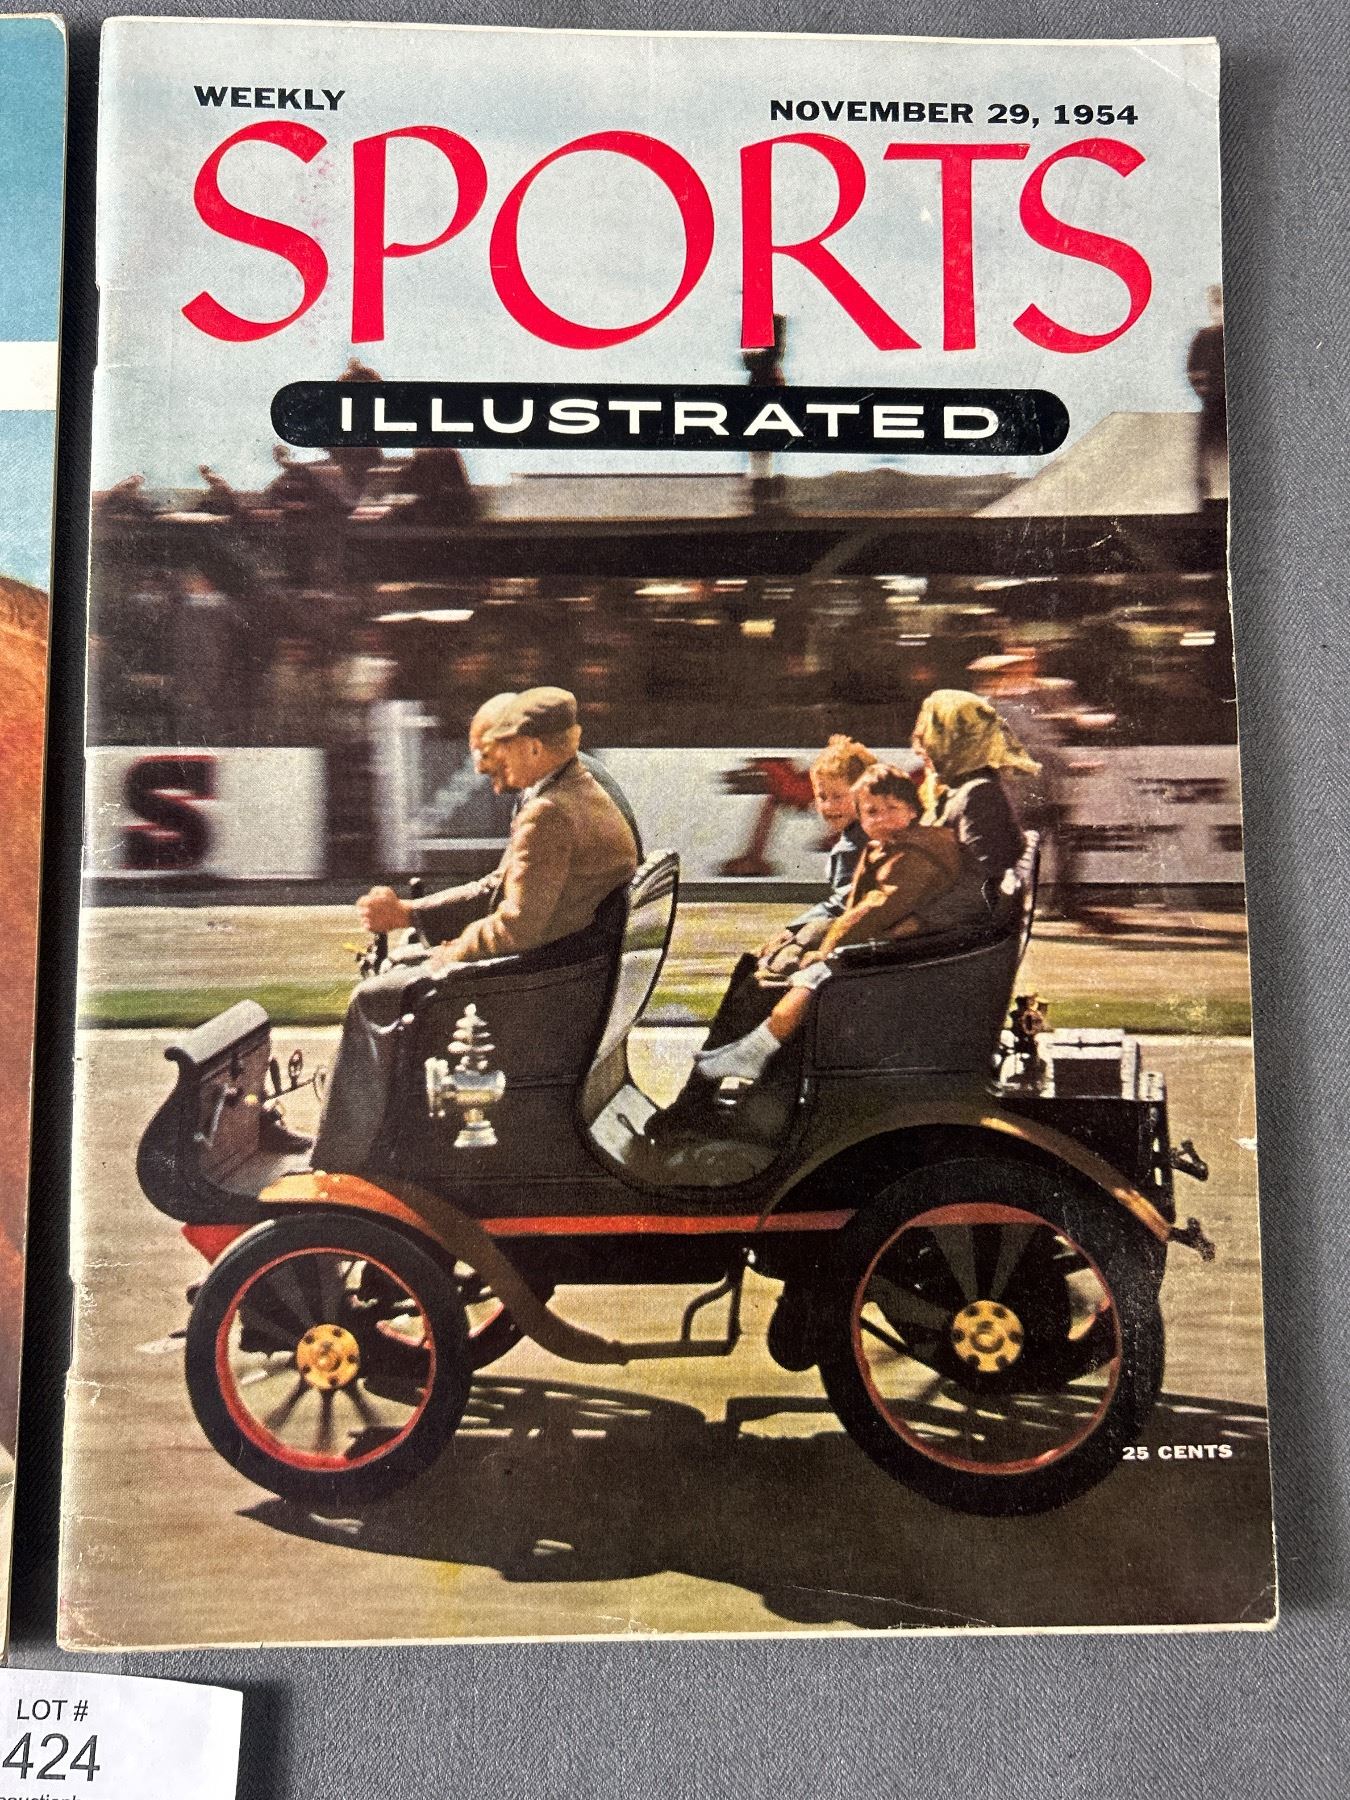 WEEKLY
NOVEMBER 29, 1954
SPORTS
ILLUSTRATED
S
25 CENTS
LOT #
424